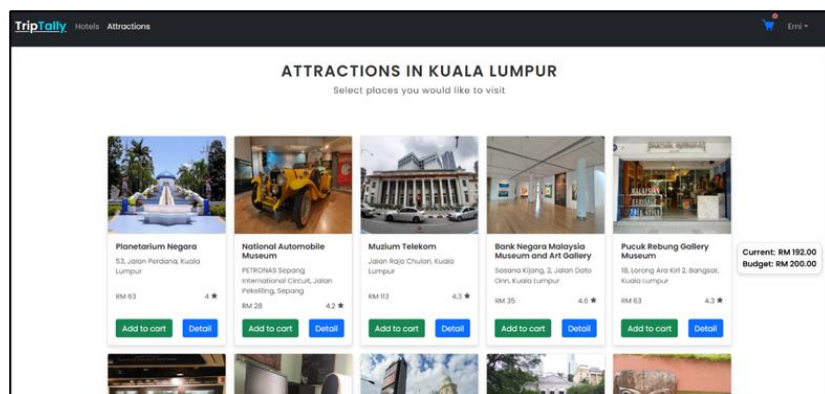 TripTally Hotels Attractions
Erni
ATTRACTIONS IN KUALA LUMPUR
Select places you would like to visit
Planetarium Negara
53, Jalan Perdana, Kuala
Lumpur
RM 63 4 ★
Add to cart Detail
National Automobile
Museum
PETRONAS Sepang
International Circuit, Jalan
Pekeliling, Sepang
RM 28 4.2 ★
Add to cart Detail
Muzium Telekom
Jalan Raja Chulan, Kuala
Lumpur
RM 113 4.3 ★
Add to cart Detail
Bank Negara Malaysia
Museum and Art Gallery
Sasana Kijang, 2, Jalan Dato
Onn, Kuala Lumpur
RM 35 4.6 ★
Add to cart Detail
PUCUK REBUNG
MALAYSIAN
HERITAGE
Pucuk Rebung Gallery
Museum
18, Lorong Ara Kiri 2, Bangsar,
Kuala Lumpur
RM 63 4.3 ★
Add to cart Detail
Current: RM 192.00
Budget: RM 200.00